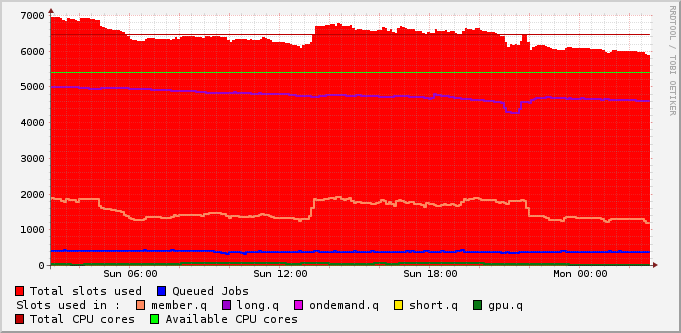 7000
6000
5000
4000
3000
2000
1000
0
Sun 06:00 Sun 12:00 Sun 18:00 Mon 00:00
RRDTOOL / TOBI OETIKER
Total slots used Queued Jobs
Slots used in : member.q long.q ondemand.q short.q gpu.q
Total CPU cores Available CPU cores